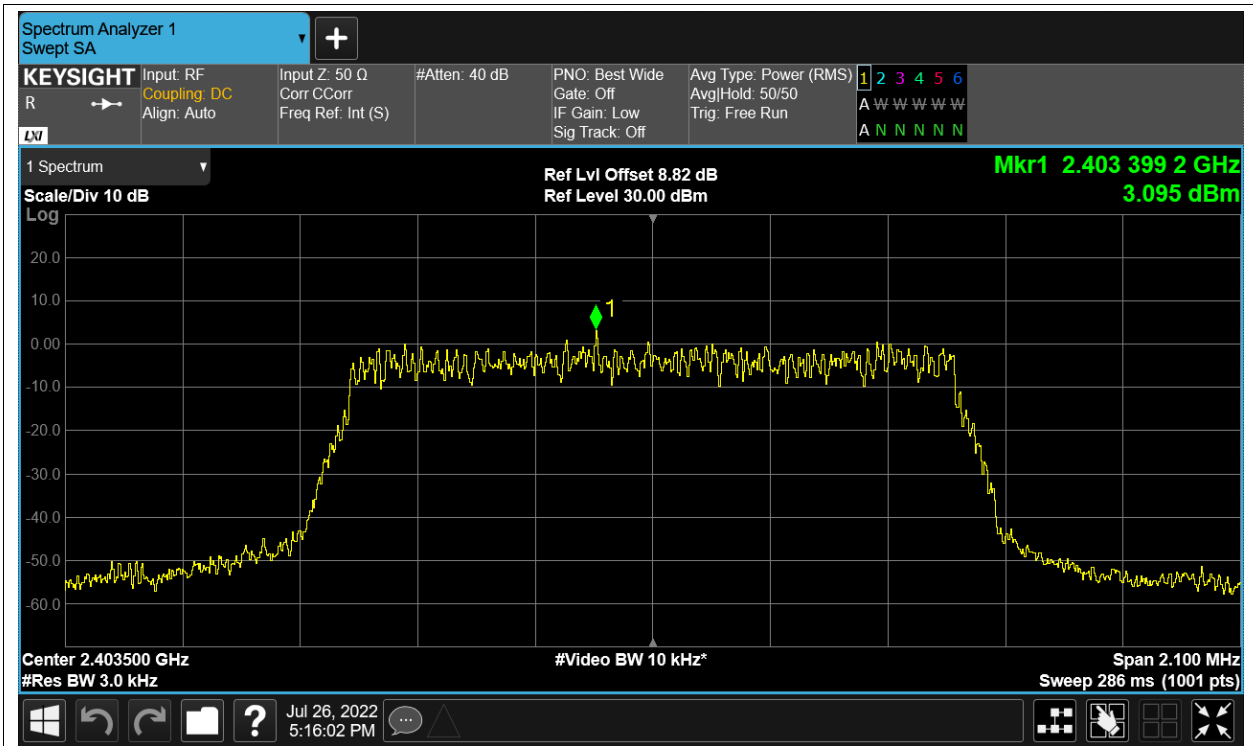 Spectrum Analyzer 1
Swept SA
KEYSIGHT
R
LXI
Input: RF
Coupling: DC
Align: Auto
Input Z: 50 Ω
Corr CCorr
Freq Ref: Int (S)
#Atten: 40 dB
PNO: Best Wide
Gate: Off
IF Gain: Low
Sig Track: Off
Avg Type: Power (RMS)
Avg|Hold: 50/50
Trig: Free Run
1 2 3 4 5 6
A W W W W W
A N N N N N
1 Spectrum
Scale/Div 10 dB
Log
Ref Lvl Offset 8.82 dB
Ref Level 30.00 dBm
Mkr1 2.403 399 2 GHz
3.095 dBm
20.0
10.0
0.00
-10.0
-20.0
-30.0
-40.0
-50.0
-60.0
1
Center 2.403500 GHz
#Res BW 3.0 kHz
#Video BW 10 kHz*
Span 2.100 MHz
Sweep 286 ms (1001 pts)
?
Jul 26, 2022
5:16:02 PM